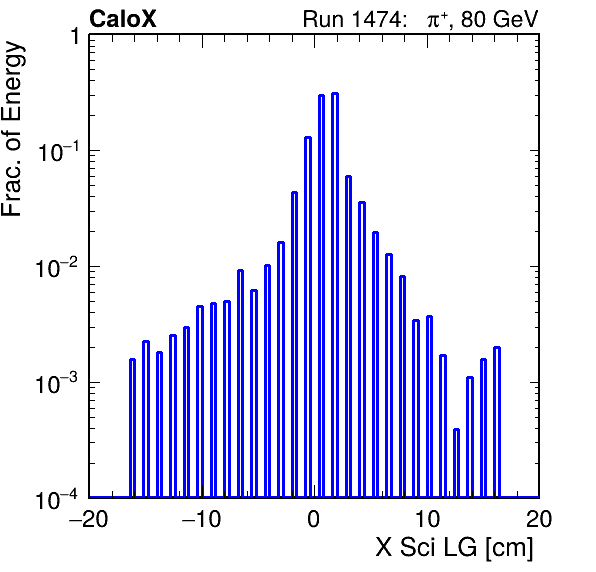 CaloX Run 1474: π⁺, 80 GeV
Frac. of Energy
1
10⁻¹
10⁻²
10⁻³
10⁻⁴
−20 −10 0 10 20
X Sci LG [cm]